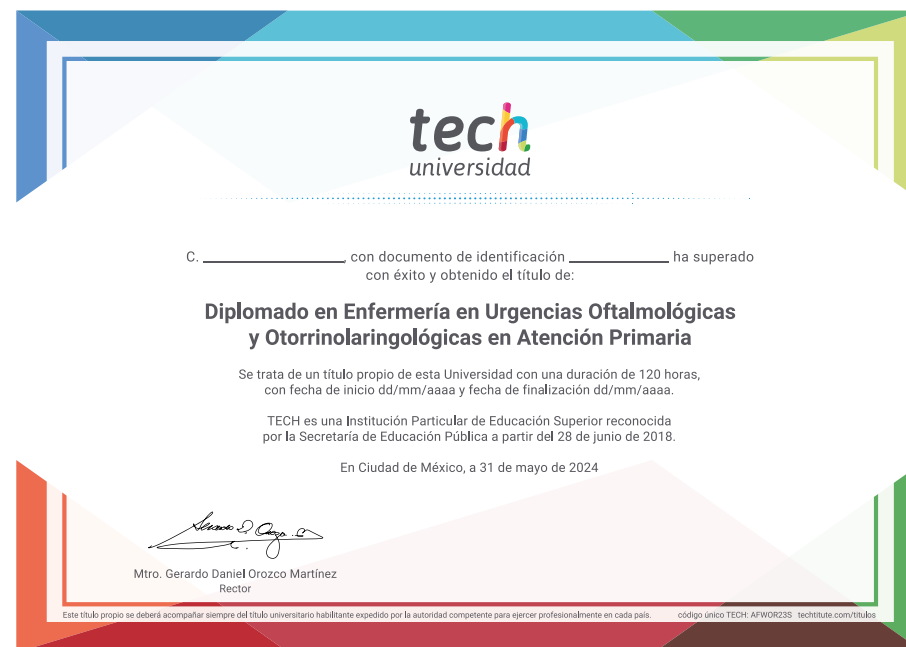 tech
universidad
C. ____________, con documento de identificación ____________ ha superado
con éxito y obtenido el título de:
Diplomado en Enfermería en Urgencias Oftalmológicas
y Otorrinolaringológicas en Atención Primaria
Se trata de un título propio de esta Universidad con una duración de 120 horas,
con fecha de inicio dd/mm/aaaa y fecha de finalización dd/mm/aaaa.
TECH es una Institución Particular de Educación Superior reconocida
por la Secretaría de Educación Pública a partir del 28 de junio de 2018.
En Ciudad de México, a 31 de mayo de 2024
Mtro. Gerardo Daniel Orozco Martínez
Rector
Este título propio se deberá acompañar siempre del título universitario habilitante expedido por la autoridad competente para ejercer profesionalmente en cada país. código único TECH: AFWOR23S techtitute.com/titulos